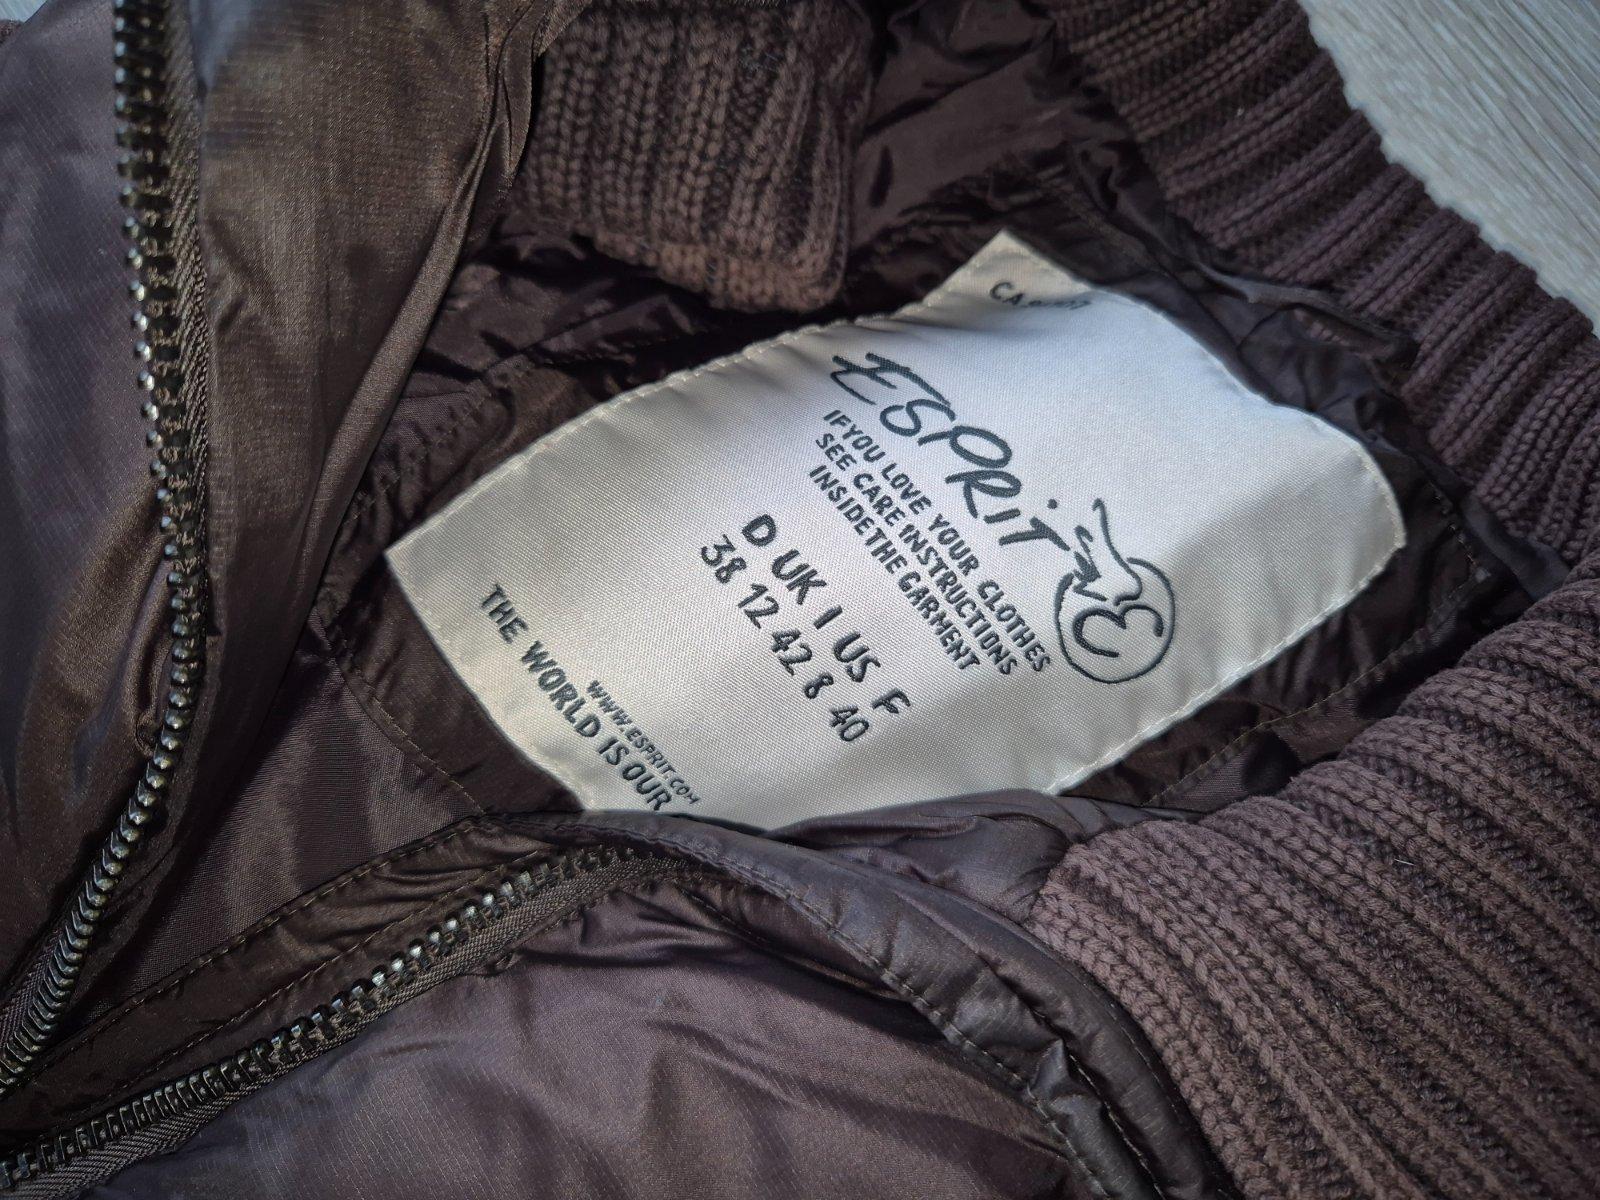 ESPRIT
IF YOU LOVE YOUR CLOTHES
SEE CARE INSTRUCTIONS
INSIDE THE GARMENT
D UK I US F
38 12 42 8 40
WWW.ESPRIT.COM
THE WORLD IS OUR